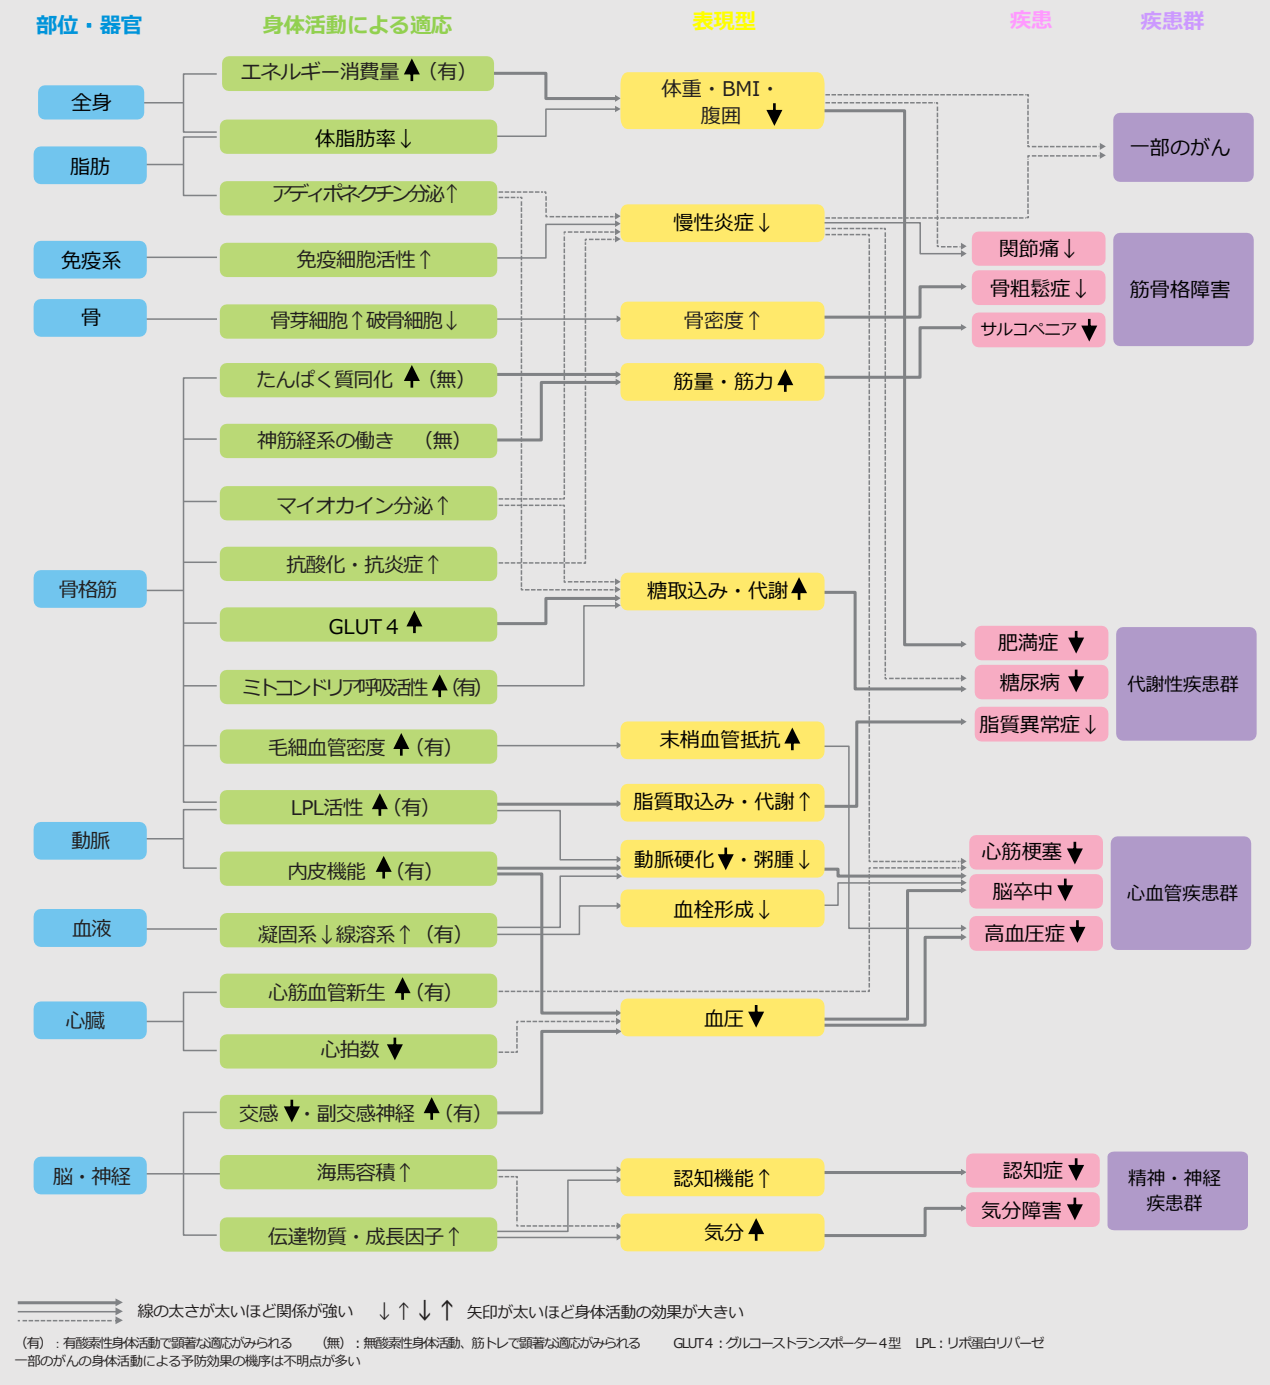 部位・器官
身体活動による適応
表現型
疾患
疾患群
全身
脂肪
免疫系
骨
骨格筋
動脈
血液
心臓
脳・神経
エネルギー消費量↑（有）
体脂肪率↓
アディポネクチン分泌↑
免疫細胞活性↑
骨芽細胞↑破骨細胞↓
たんぱく質同化↑（無）
神筋経系の働き　（無）
マイオカイン分泌↑
抗酸化・抗炎症↑
GLUT４↑
ミトコンドリア呼吸活性↑（有）
毛細血管密度↑（有）
LPL活性↑（有）
内皮機能↑（有）
凝固系↓線溶系↑（有）
心筋血管新生↑（有）
心拍数↓
交感↓・副交感神経↑（有）
海馬容積↑
伝達物質・成長因子↑
体重・BMI・
腹囲↓
慢性炎症↓
骨密度↑
筋量・筋力↑
糖取込み・代謝↑
末梢血管抵抗↑
脂質取込み・代謝↑
動脈硬化↓・粥腫↓
血栓形成↓
血圧↓
認知機能↑
気分↑
関節痛↓
骨粗鬆症↓
サルコペニア↓
肥満症↓
糖尿病↓
脂質異常症↓
心筋梗塞↓
脳卒中↓
高血圧症↓
認知症↓
気分障害↓
一部のがん
筋骨格障害
代謝性疾患群
心血管疾患群
精神・神経
疾患群
線の太さが太いほど関係が強い　↓↑↓↑　矢印が太いほど身体活動の効果が大きい
（有）：有酸素性身体活動で顕著な適応がみられる　（無）：無酸素性身体活動、筋トレで顕著な適応がみられる　GLUT４：グルコーストランスポーター４型　LPL：リポ蛋白リパーゼ
一部のがんの身体活動による予防効果の機序は不明点が多い